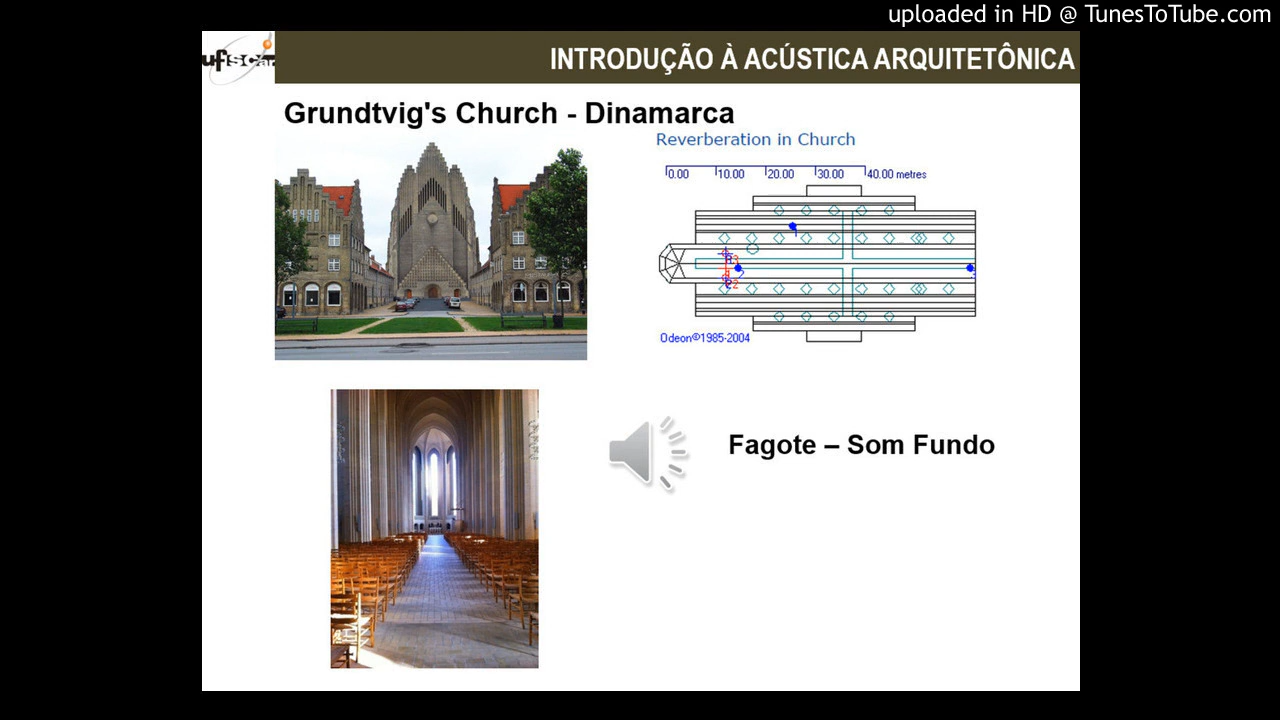 uploaded in HD @ TunesToTube.com
ufscar
INTRODUÇÃO À ACÚSTICA ARQUITETÔNICA
Grundtvig's Church - Dinamarca
Reverberation in Church
0.00 10.00 20.00 30.00 40.00 metres
Odeon©1985-2004
Fagote – Som Fundo